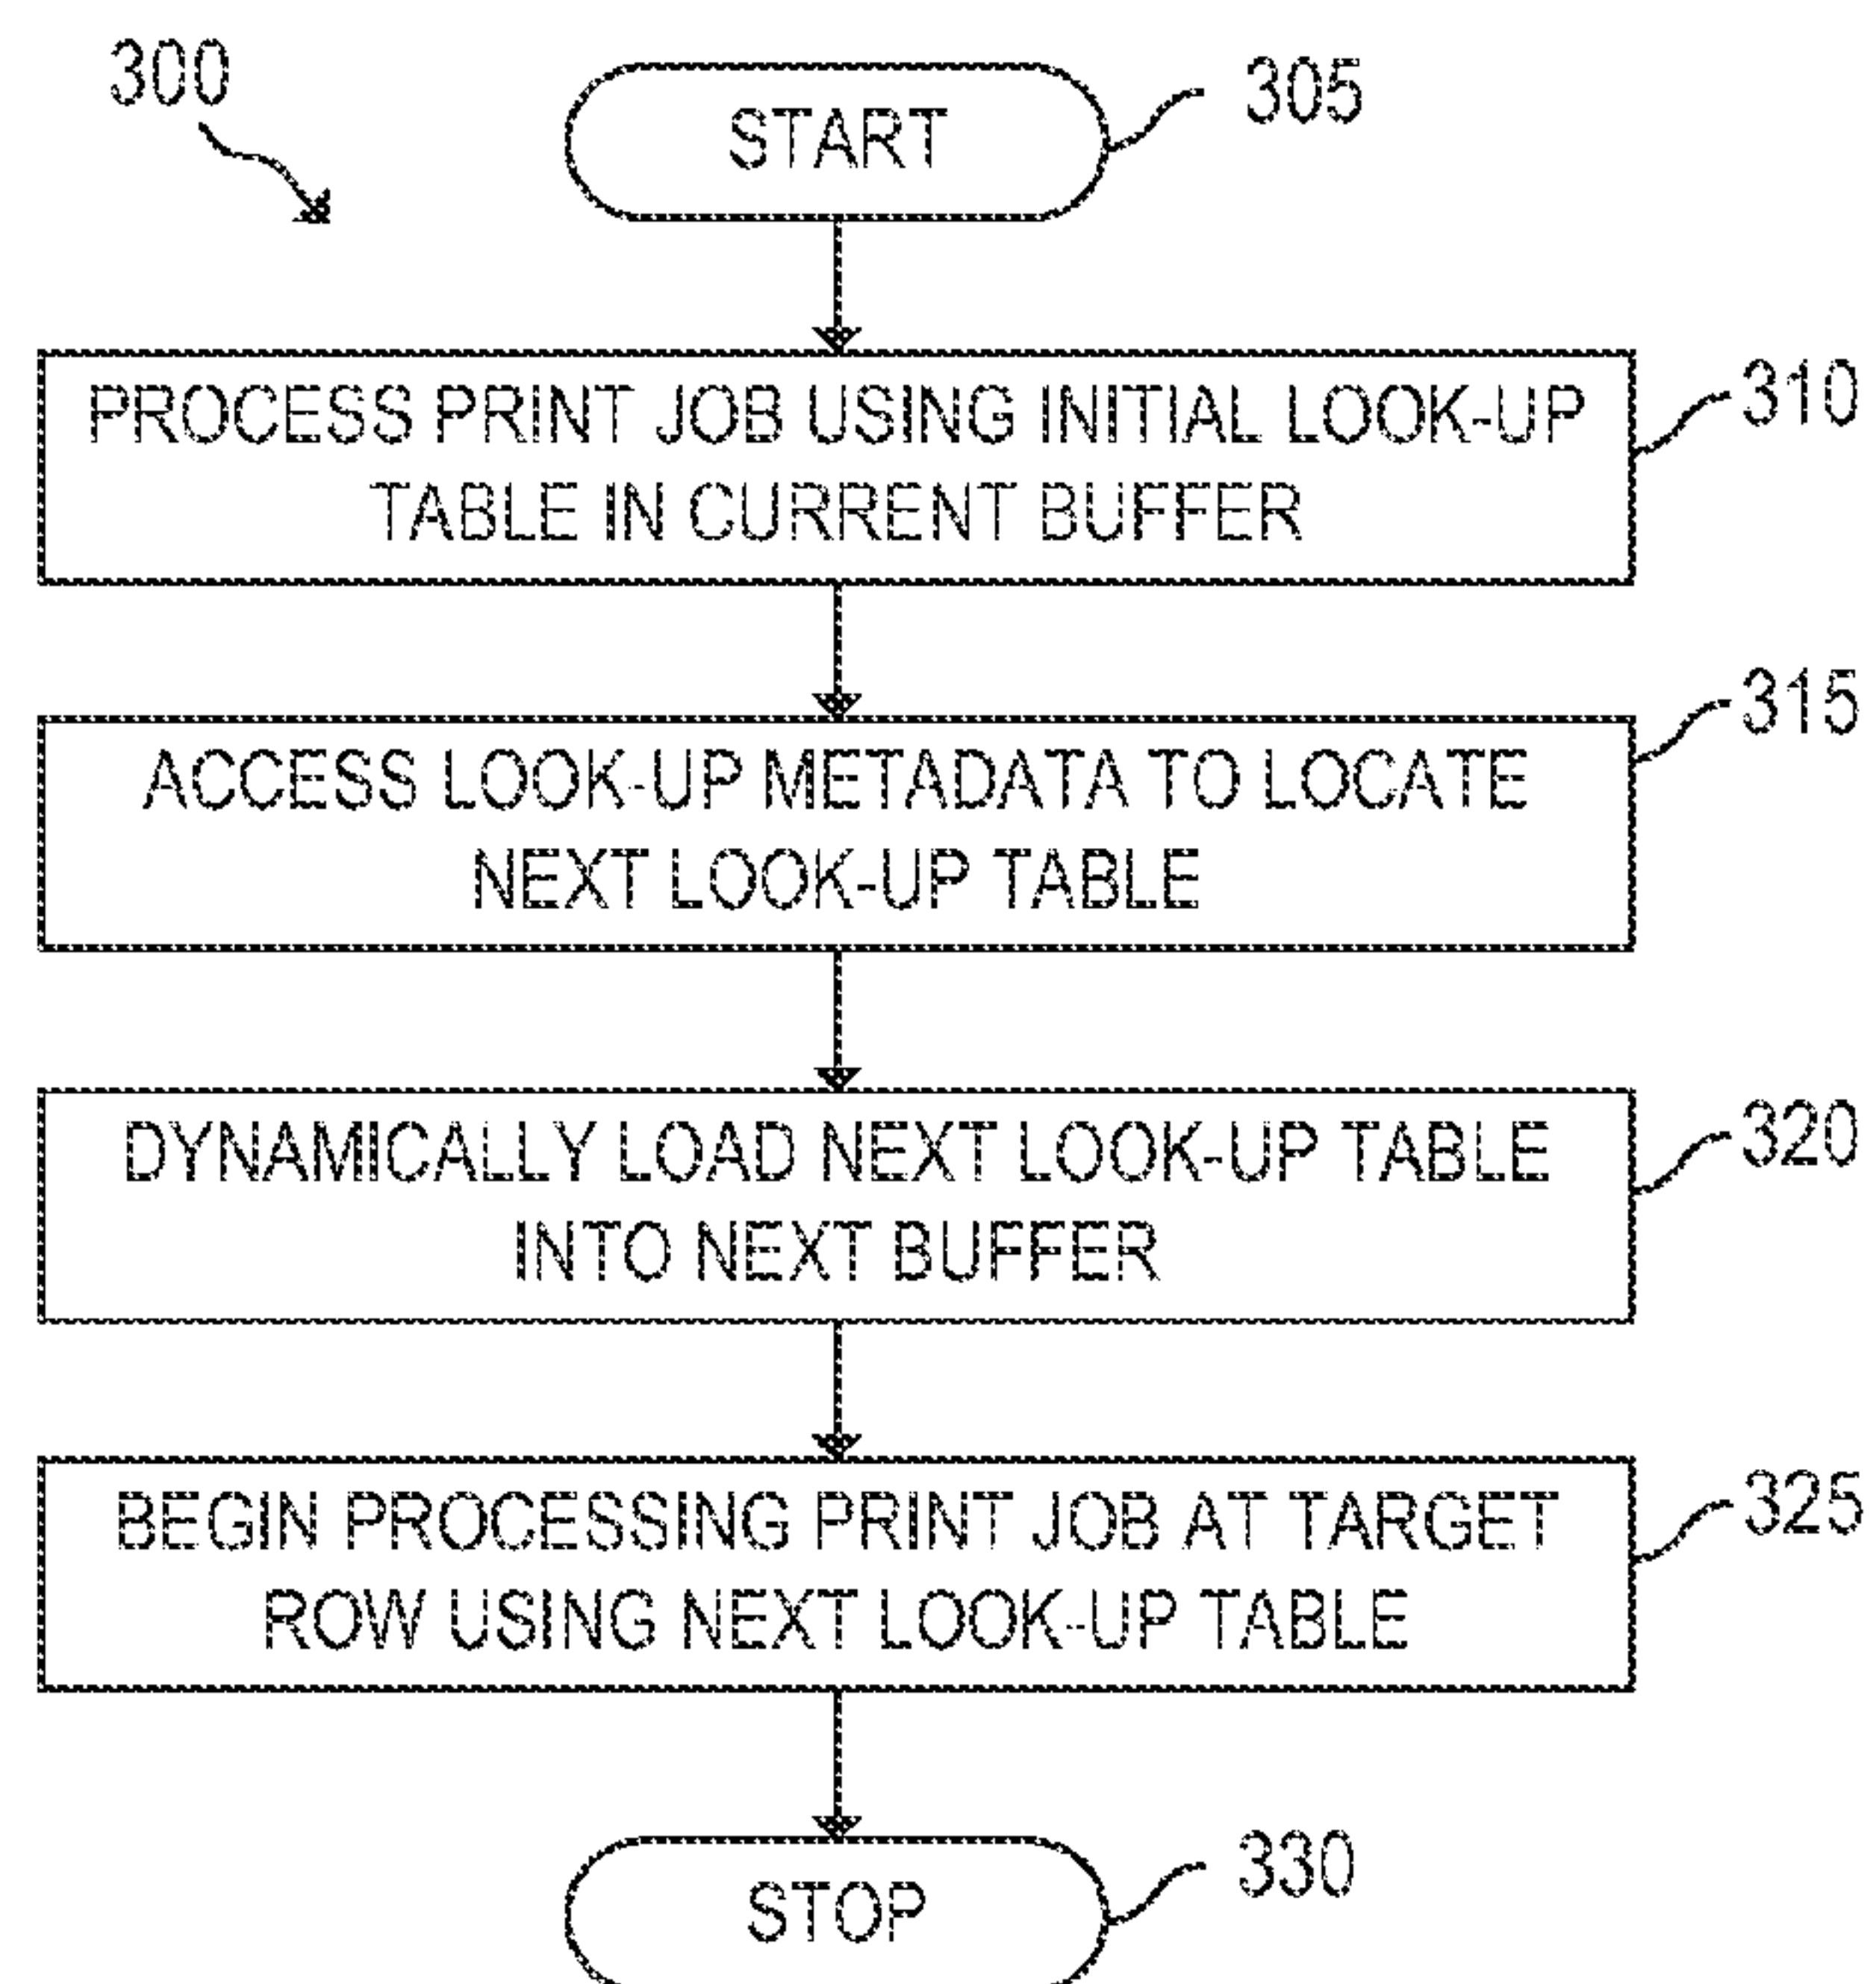 300
START
305
PROCESS PRINT JOB USING INITIAL LOOK-UP
TABLE IN CURRENT BUFFER
310
ACCESS LOOK-UP METADATA TO LOCATE
NEXT LOOK-UP TABLE
315
DYNAMICALLY LOAD NEXT LOOK-UP TABLE
INTO NEXT BUFFER
320
BEGIN PROCESSING PRINT JOB AT TARGET
ROW USING NEXT LOOK-UP TABLE
325
STOP
330